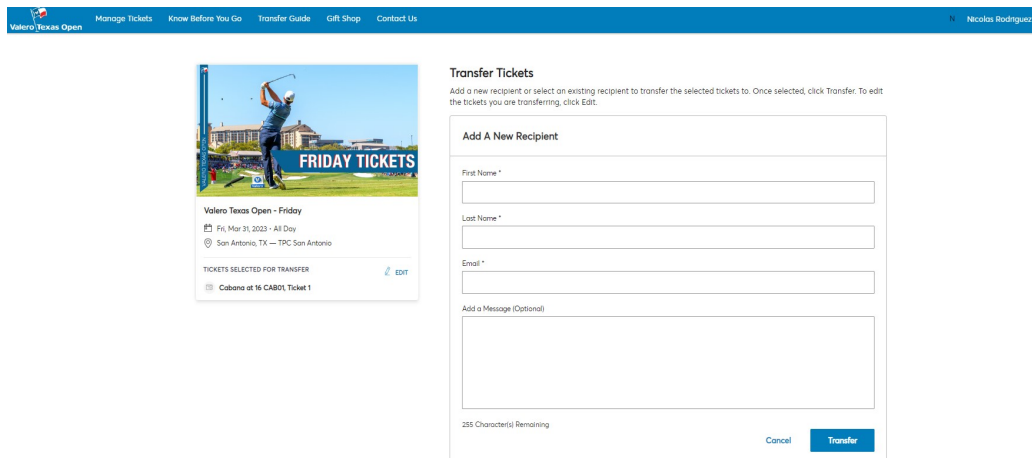 Valero Texas Open
Manage Tickets
Know Before You Go
Transfer Guide
Gift Shop
Contact Us
N
Nicolas Rodriguez
VALERO TEXAS OPEN
FRIDAY TICKETS
Valero Texas Open - Friday
Fri, Mar 31, 2023 • All Day
San Antonio, TX — TPC San Antonio
TICKETS SELECTED FOR TRANSFER
EDIT
Cabana at 16 CAB01, Ticket 1
Transfer Tickets
Add a new recipient or select an existing recipient to transfer the selected tickets to. Once selected, click Transfer. To edit
the tickets you are transferring, click Edit.
Add A New Recipient
First Name *
Last Name *
Email *
Add a Message (Optional)
255 Character(s) Remaining
Cancel
Transfer